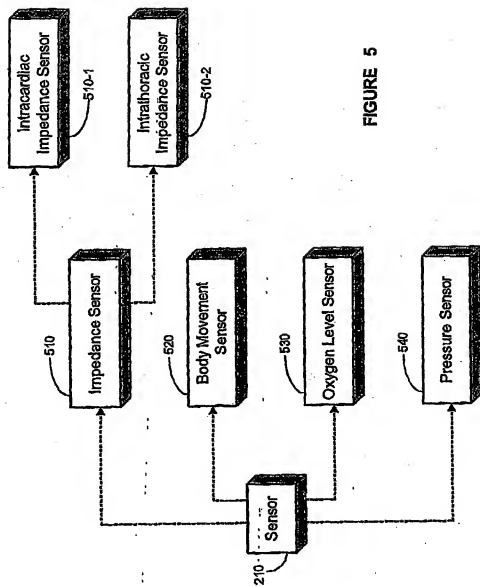 Intracardiac
Impedance Sensor
510-1
Intrathoracic
Impedance Sensor
510-2
FIGURE 5
Impedance Sensor
510
Body Movement
Sensor
520
Oxygen Level Sensor
530
Pressure Sensor
540
Sensor
210